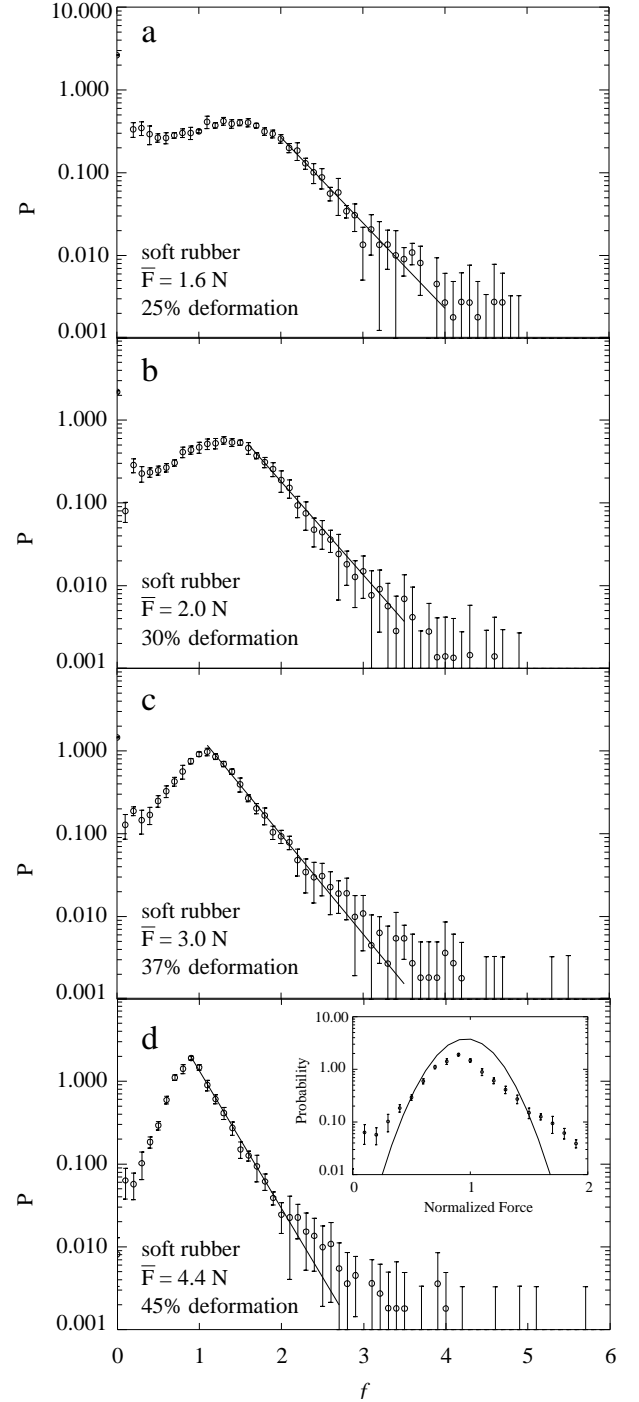 10.000
a
1.000
0.100
P
0.010
soft rubber
F = 1.6 N
25% deformation
0.001
b
1.000
0.100
P
0.010
soft rubber
F = 2.0 N
30% deformation
0.001
c
1.000
0.100
P
0.010
soft rubber
F = 3.0 N
37% deformation
0.001
d
1.000
0.100
P
0.010
soft rubber
F = 4.4 N
45% deformation
0.001
10.00
1.00
0.10
0.01
Probability
0 1 2
Normalized Force
0 1 2 3 4 5 6
f